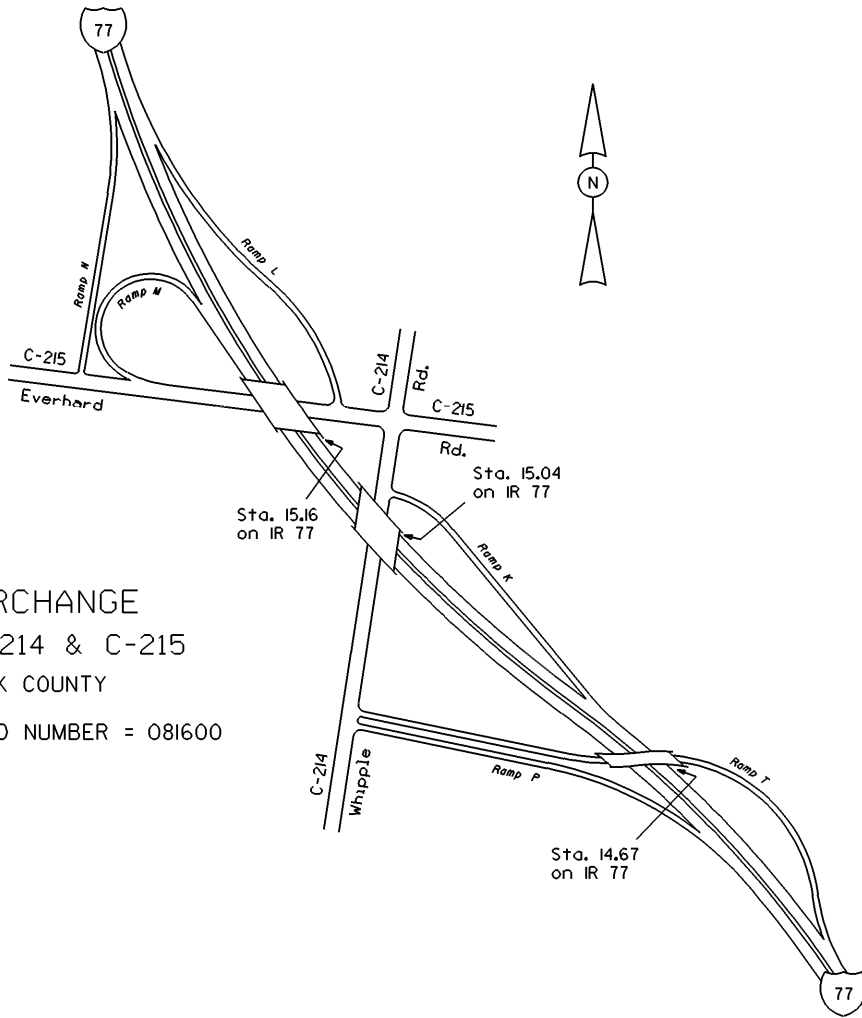 77
N
Ramp L
Ramp N
Ramp M
C-215
Everhard
C-214
Rd.
C-215
Rd.
Sta. 15.04
on IR 77
Sta. 15.16
on IR 77
Ramp K
RCHANGE
214 & C-215
K COUNTY
O NUMBER = 081600
C-214
Whipple
Ramp P
Ramp T
Sta. 14.67
on IR 77
77